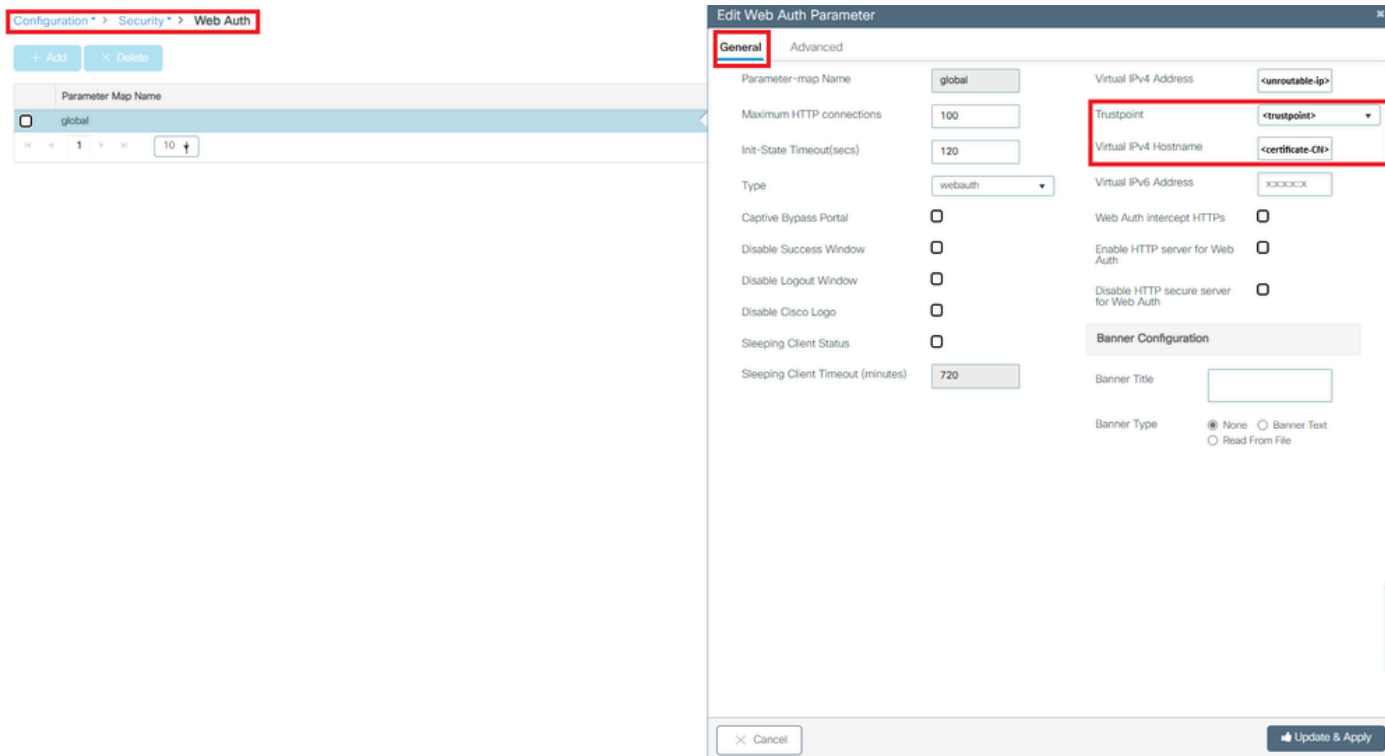 Configuration > Security > Web Auth
+ Add
× Delete
Parameter Map Name
global
1
10
Edit Web Auth Parameter
General
Advanced
Parameter-map Name
global
Maximum HTTP connections
100
Init-State Timeout(secs)
120
Type
webauth
Captive Bypass Portal
Disable Success Window
Disable Logout Window
Disable Cisco Logo
Sleeping Client Status
Sleeping Client Timeout (minutes)
720
Virtual IPv4 Address
<unroutable-ip>
Trustpoint
<trustpoint>
Virtual IPv4 Hostname
<certificate-CN>
Virtual IPv6 Address
Web Auth intercept HTTPs
Enable HTTP server for Web
Auth
Disable HTTP secure server
for Web Auth
Banner Configuration
Banner Title
Banner Type
None
Banner Text
Read From File
× Cancel
Update & Apply